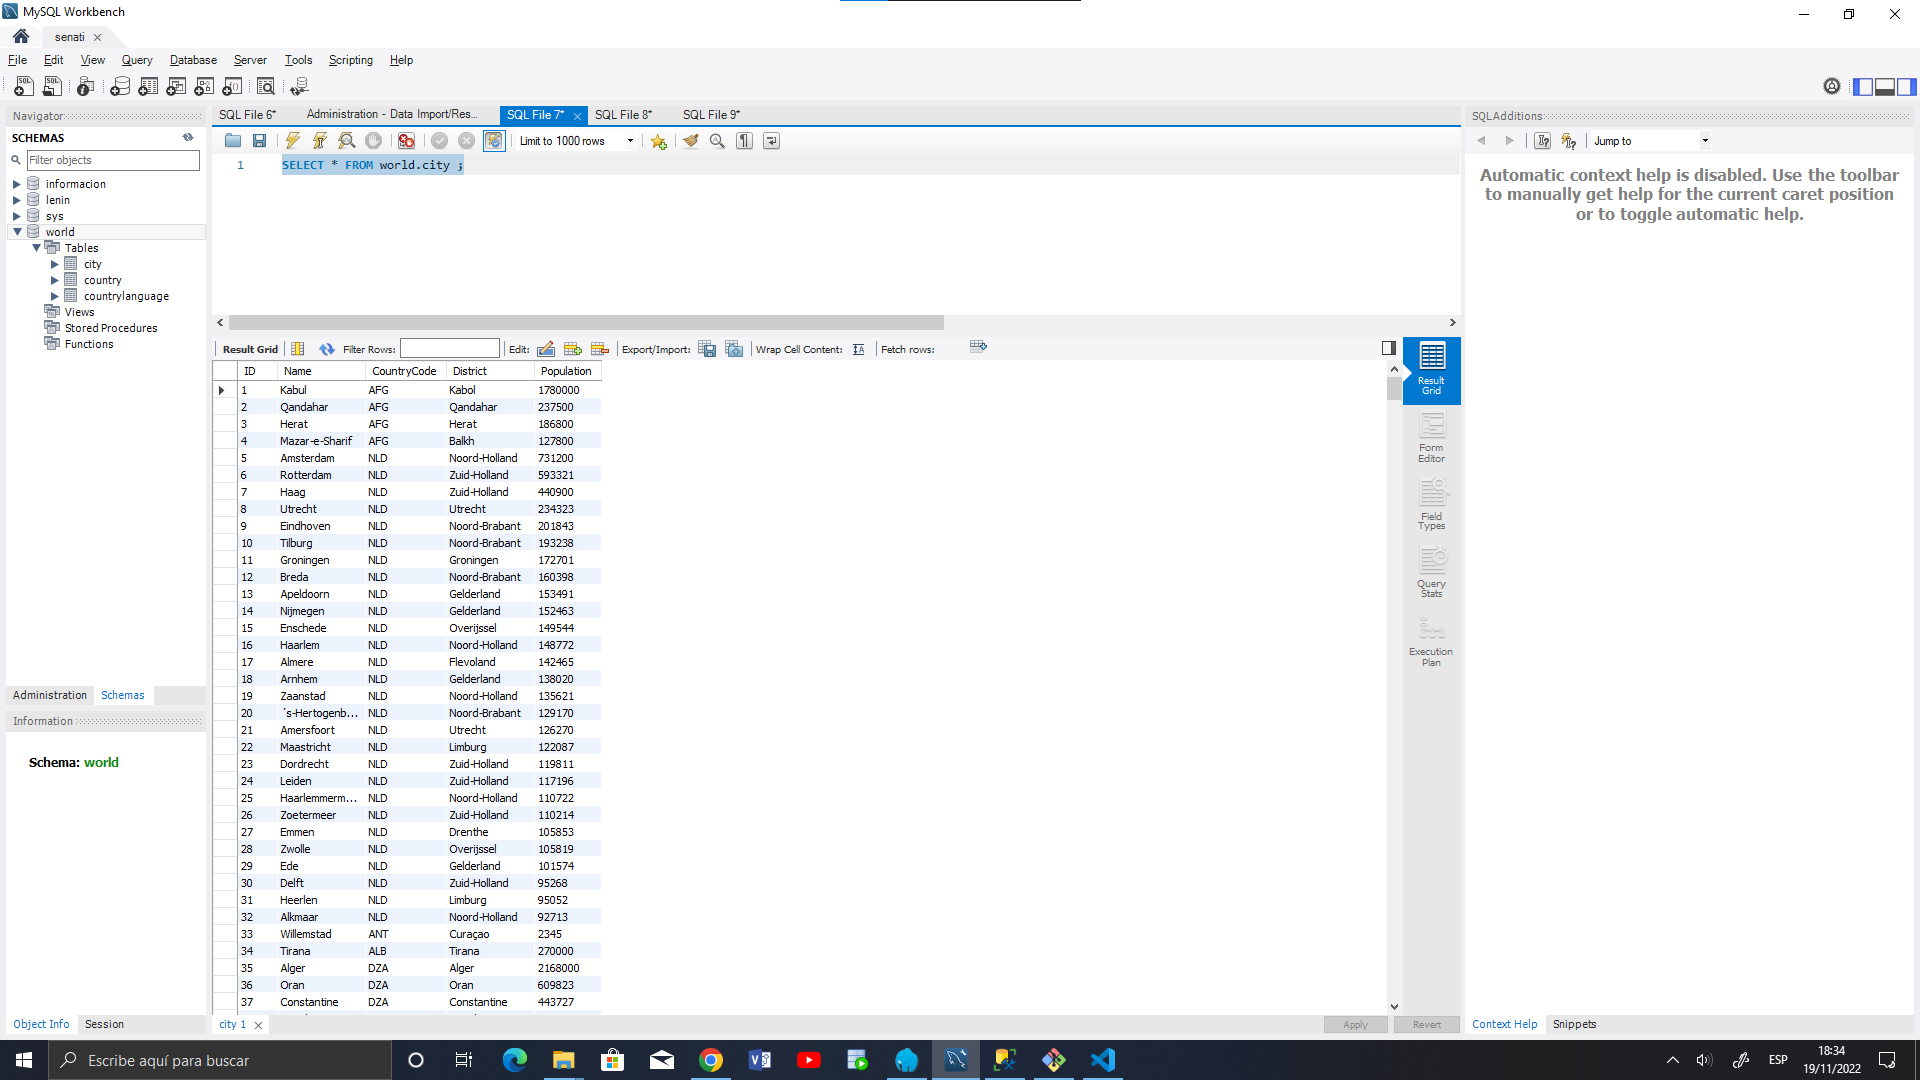 MySQL Workbench
senati
File Edit View Query Database Server Tools Scripting Help
Navigator
SCHEMAS
Filter objects
informacion
lenin
sys
world
Tables
city
country
countrylanguage
Views
Stored Procedures
Functions
Administration Schemas
Information
Schema: world
Object Info Session
SQL File 6* Administration - Data Import/Res... SQL File 7* SQL File 8* SQL File 9*
Limit to 1000 rows
1 SELECT * FROM world.city ;
Result Grid Filter Rows: Edit: Export/Import: Wrap Cell Content: Fetch rows:
ID Name CountryCode District Population
1 Kabul AFG Kabol 1780000
2 Qandahar AFG Qandahar 237500
3 Herat AFG Herat 186800
4 Mazar-e-Sharif AFG Balkh 127800
5 Amsterdam NLD Noord-Holland 731200
6 Rotterdam NLD Zuid-Holland 593321
7 Haag NLD Zuid-Holland 440900
8 Utrecht NLD Utrecht 234323
9 Eindhoven NLD Noord-Brabant 201843
10 Tilburg NLD Noord-Brabant 193238
11 Groningen NLD Groningen 172701
12 Breda NLD Noord-Brabant 160398
13 Apeldoorn NLD Gelderland 153491
14 Nijmegen NLD Gelderland 152463
15 Enschede NLD Overijssel 149544
16 Haarlem NLD Noord-Holland 148772
17 Almere NLD Flevoland 142465
18 Arnhem NLD Gelderland 138020
19 Zaanstad NLD Noord-Holland 135621
20 ´s-Hertogenb... NLD Noord-Brabant 129170
21 Amersfoort NLD Utrecht 126270
22 Maastricht NLD Limburg 122087
23 Dordrecht NLD Zuid-Holland 119811
24 Leiden NLD Zuid-Holland 117196
25 Haarlemmerm... NLD Noord-Holland 110722
26 Zoetermeer NLD Zuid-Holland 110214
27 Emmen NLD Drenthe 105853
28 Zwolle NLD Overijssel 105819
29 Ede NLD Gelderland 101574
30 Delft NLD Zuid-Holland 95268
31 Heerlen NLD Limburg 95052
32 Alkmaar NLD Noord-Holland 92713
33 Willemstad ANT Curaçao 2345
34 Tirana ALB Tirana 270000
35 Alger DZA Alger 2168000
36 Oran DZA Oran 609823
37 Constantine DZA Constantine 443727
city 1
Apply Revert
Result
Grid
Form
Editor
Field
Types
Query
Stats
Execution
Plan
SQLAdditions
Jump to
Automatic context help is disabled. Use the toolbar
to manually get help for the current caret position
or to toggle automatic help.
Context Help Snippets
Escribe aquí para buscar
ESP
18:34
19/11/2022